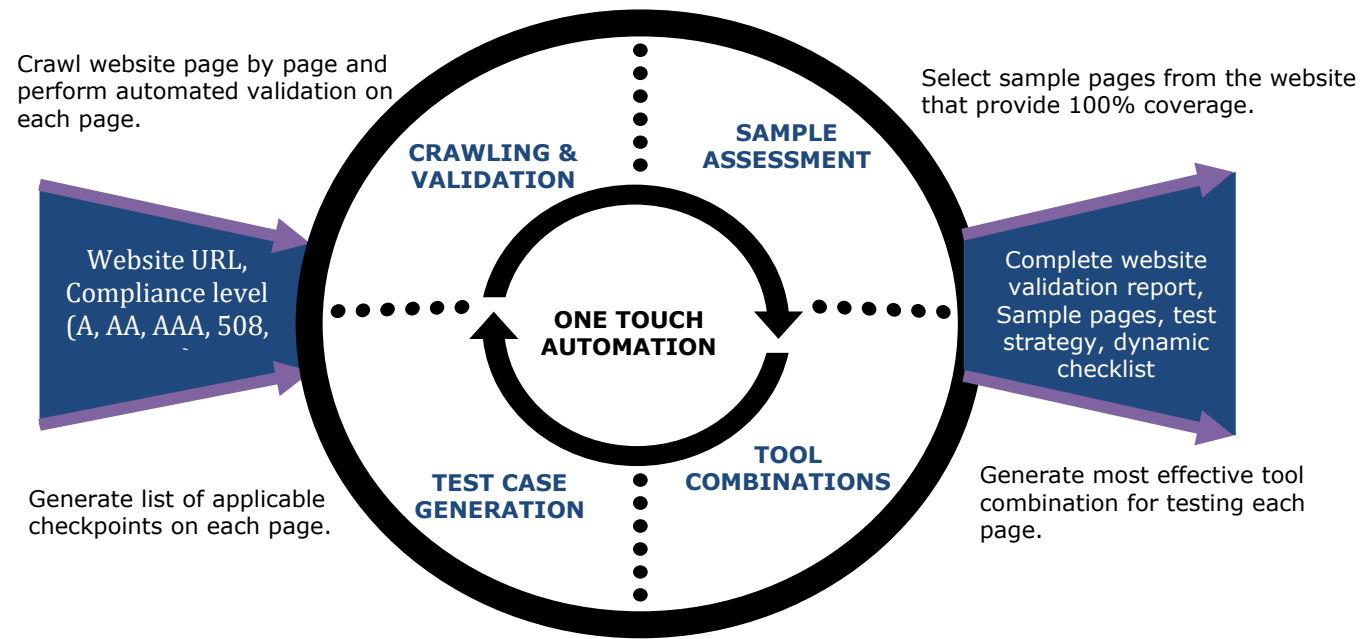 Crawl website page by page and
perform automated validation on
each page.
Select sample pages from the website
that provide 100% coverage.
CRAWLING &
VALIDATION
SAMPLE
ASSESSMENT
Website URL,
Compliance level
(A, AA, AAA, 508,
ONE TOUCH
AUTOMATION
Complete website
validation report,
Sample pages, test
strategy, dynamic
checklist
TEST CASE
GENERATION
TOOL
COMBINATIONS
Generate list of applicable
checkpoints on each page.
Generate most effective tool
combination for testing each
page.